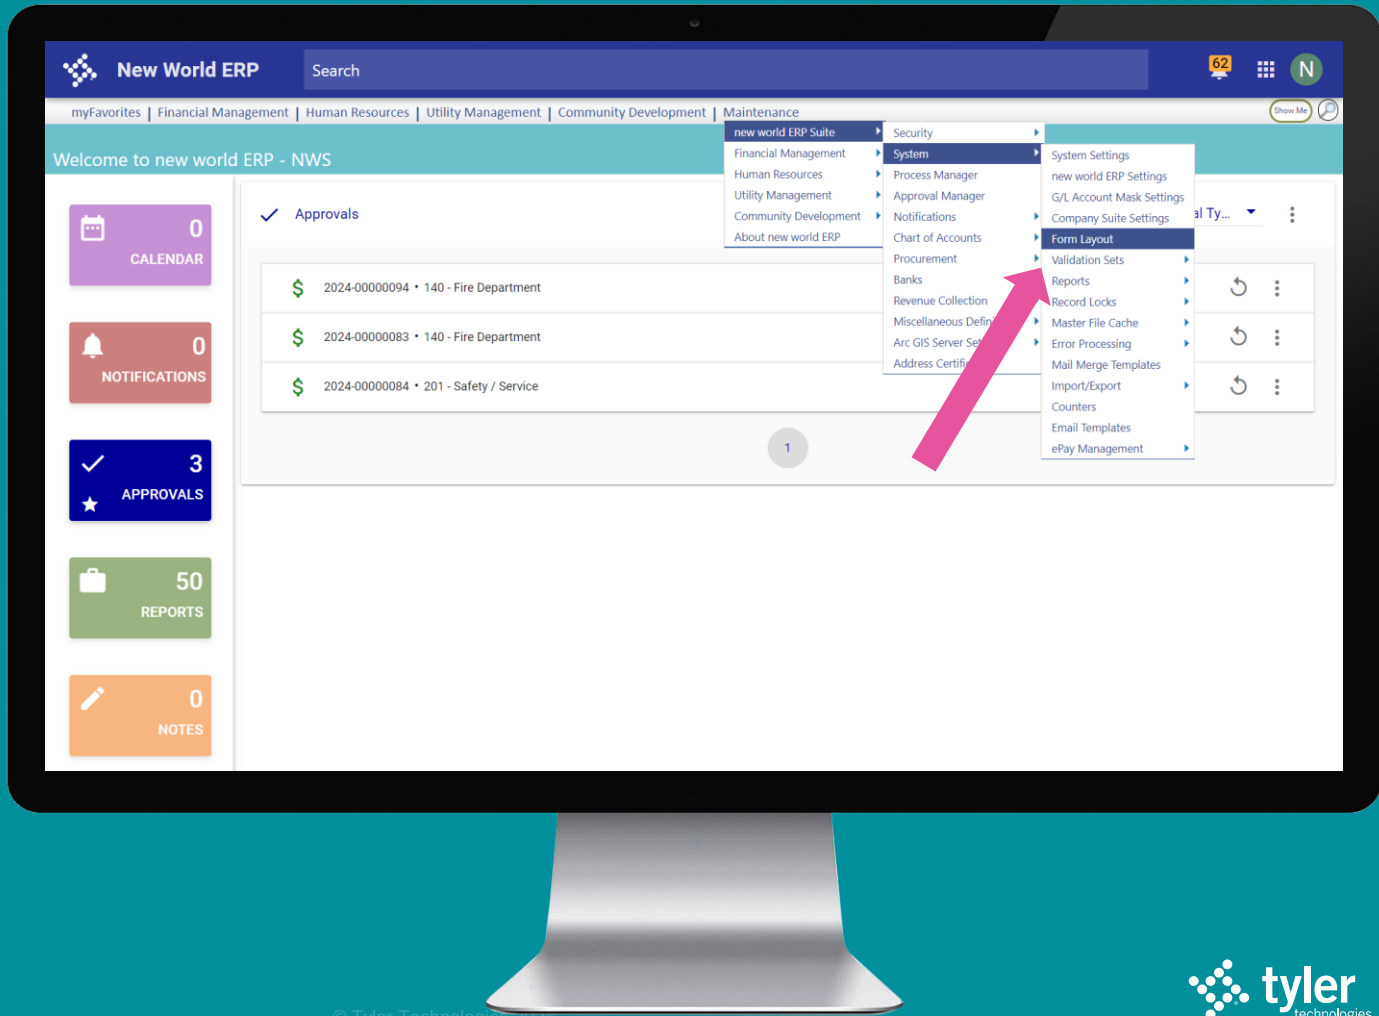 New World ERP
Search
62
N
myFavorites | Financial Management | Human Resources | Utility Management | Community Development | Maintenance
Show Me
Welcome to new world ERP - NWS
new world ERP Suite
Financial Management
Human Resources
Utility Management
Community Development
About new world ERP
Security
System
Process Manager
Approval Manager
Notifications
Chart of Accounts
Procurement
Banks
Revenue Collection
Miscellaneous
Arc GIS Server
Address
System Settings
new world ERP Settings
G/L Account Mask Settings
Company Suite Settings
Form Layout
Validation Sets
Reports
Record Locks
Master File Cache
Error Processing
Mail Merge Templates
Import/Export
Counters
Email Templates
ePay Management
0
CALENDAR
0
NOTIFICATIONS
3
APPROVALS
50
REPORTS
0
NOTES
Approvals
al Ty...
$ 2024-00000094 • 140 - Fire Department
$ 2024-00000083 • 140 - Fire Department
$ 2024-00000084 • 201 - Safety / Service
1
© Tyler Technologies
tyler
technologies